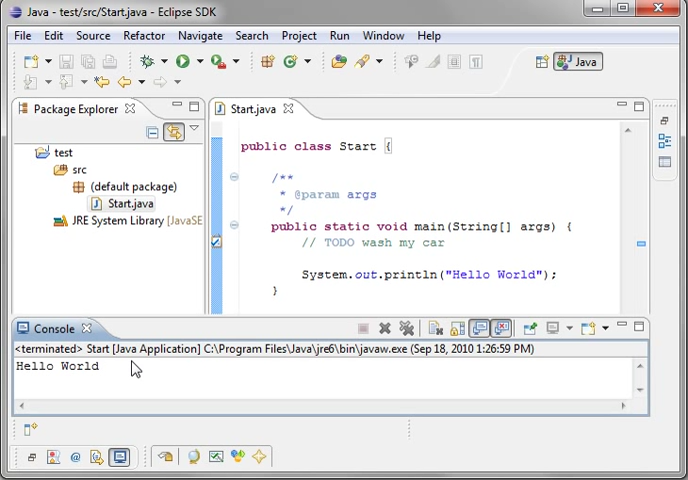 Java - test/src/Start.java - Eclipse SDK
File Edit Source Refactor Navigate Search Project Run Window Help
Java
Package Explorer
Start.java
test
src
(default package)
Start.java
JRE System Library [JavaSE
public class Start {
/**
* @param args
*/
public static void main(String[] args) {
// TODO wash my car
System.out.println("Hello World");
}
Console
<terminated> Start [Java Application] C:\Program Files\Java\jre6\bin\javaw.exe (Sep 18, 2010 1:26:59 PM)
Hello World